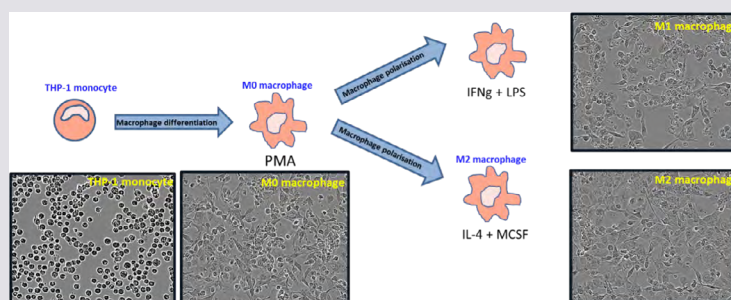 M1 macrophag
Macrophage polarisation
IFNg + LPS
THP-1 monocyte
M0 macrophage
Macrophage differentiation
PMA
Macrophage polarisation
M2 macrophage
IL-4 + MCSF
THP-1 monocyte
M0 macrophage
M2 macrophag